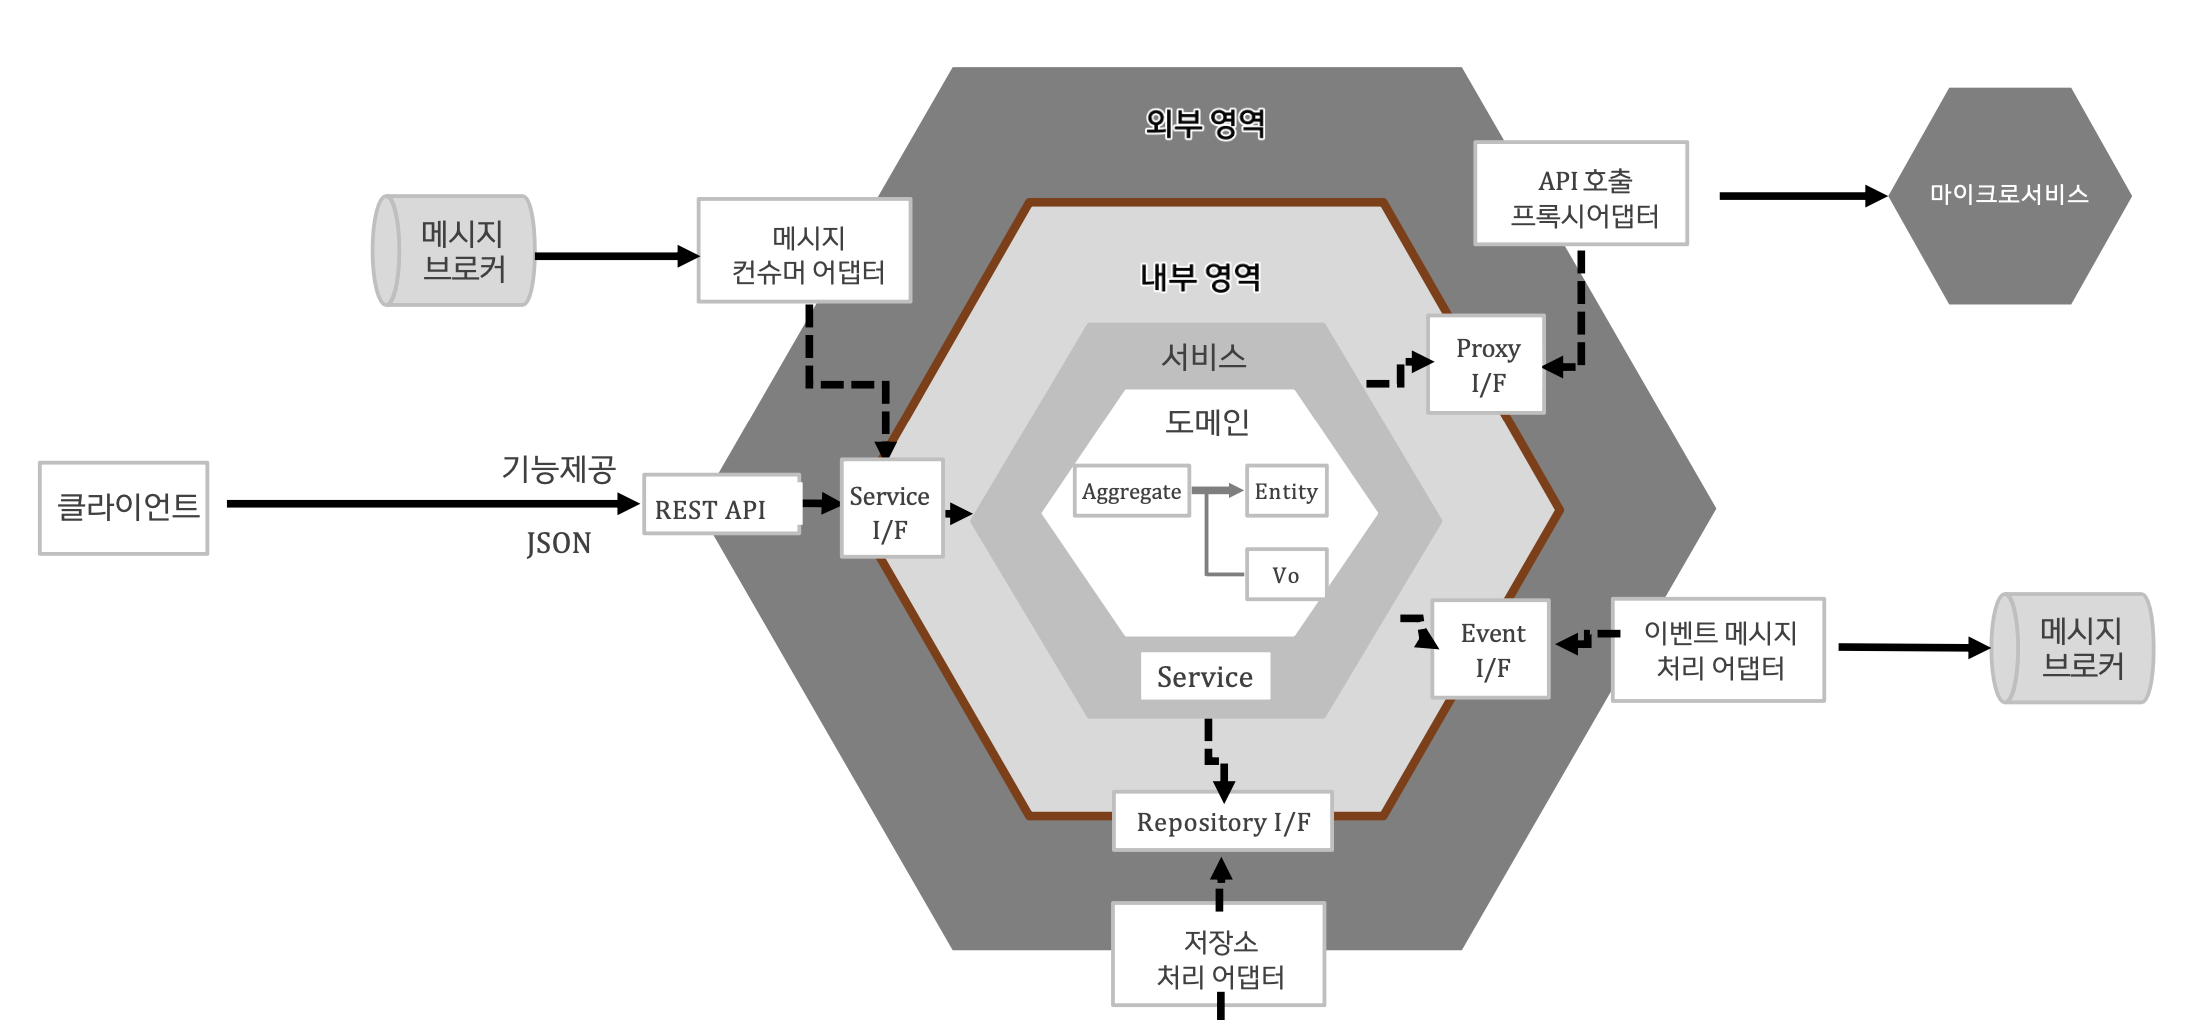 외부 영역
API 호출
프록시어댑터
마이크로서비스
메시지
브로커
메시지
컨슈머 어댑터
내부 영역
서비스
Proxy
I/F
도메인
기능제공
클라이언트
REST API
JSON
Service
I/F
Aggregate
Entity
Vo
Event
I/F
이벤트 메시지
처리 어댑터
메시지
브로커
Service
Repository I/F
저장소
처리 어댑터